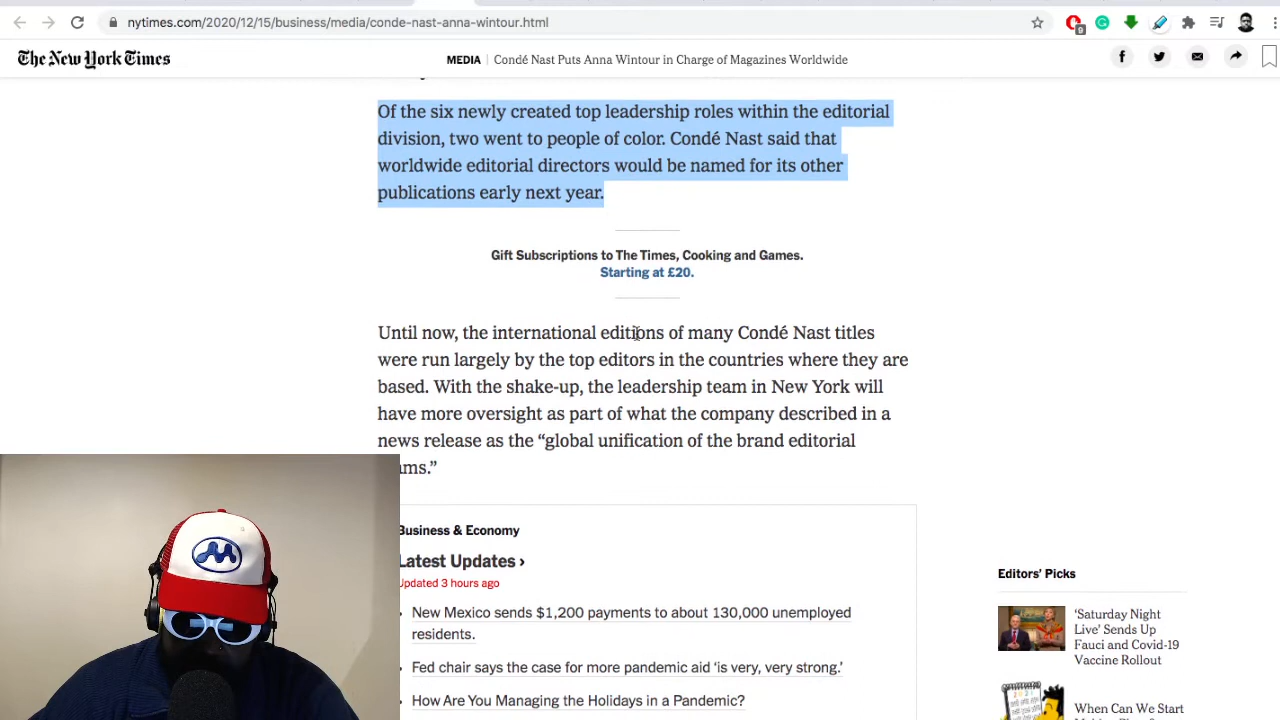 nytimes.com/2020/12/15/business/media/conde-nast-anna-wintour.html
9
The New York Times
MEDIA | Condé Nast Puts Anna Wintour in Charge of Magazines Worldwide
Of the six newly created top leadership roles within the editorial
division, two went to people of color. Condé Nast said that
worldwide editorial directors would be named for its other
publications early next year.
Gift Subscriptions to The Times, Cooking and Games.
Starting at £20.
Until now, the international editions of many Condé Nast titles
were run largely by the top editors in the countries where they are
based. With the shake-up, the leadership team in New York will
have more oversight as part of what the company described in a
news release as the “global unification of the brand editorial
ams.”
Business & Economy
Latest Updates ›
Updated 3 hours ago
New Mexico sends $1,200 payments to about 130,000 unemployed
residents.
Fed chair says the case for more pandemic aid ‘is very, very strong.’
How Are You Managing the Holidays in a Pandemic?
Editors’ Picks
‘Saturday Night
Live’ Sends Up
Fauci and Covid-19
Vaccine Rollout
When Can We Start
M